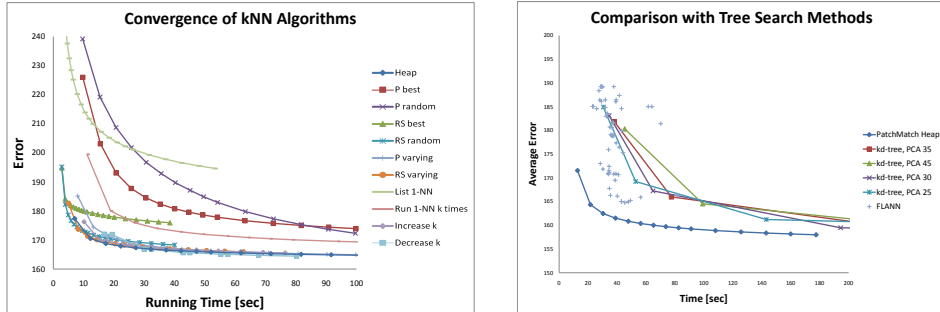 Convergence of kNN Algorithms
240
230
220
210
200
190
180
170
160
Error
0
10
20
30
40
50
60
70
80
90
100
Running Time [sec]
Heap
P best
P random
RS best
RS random
P varying
RS varying
List 1-NN
Run 1-NN k times
Increase k
Decrease k
Comparison with Tree Search Methods
200
195
190
185
180
175
170
165
160
155
150
Average Error
0
20
40
60
80
100
120
140
160
180
200
Time [sec]
PatchMatch Heap
kd-tree, PCA 35
kd-tree, PCA 45
kd-tree, PCA 30
kd-tree, PCA 25
FLANN